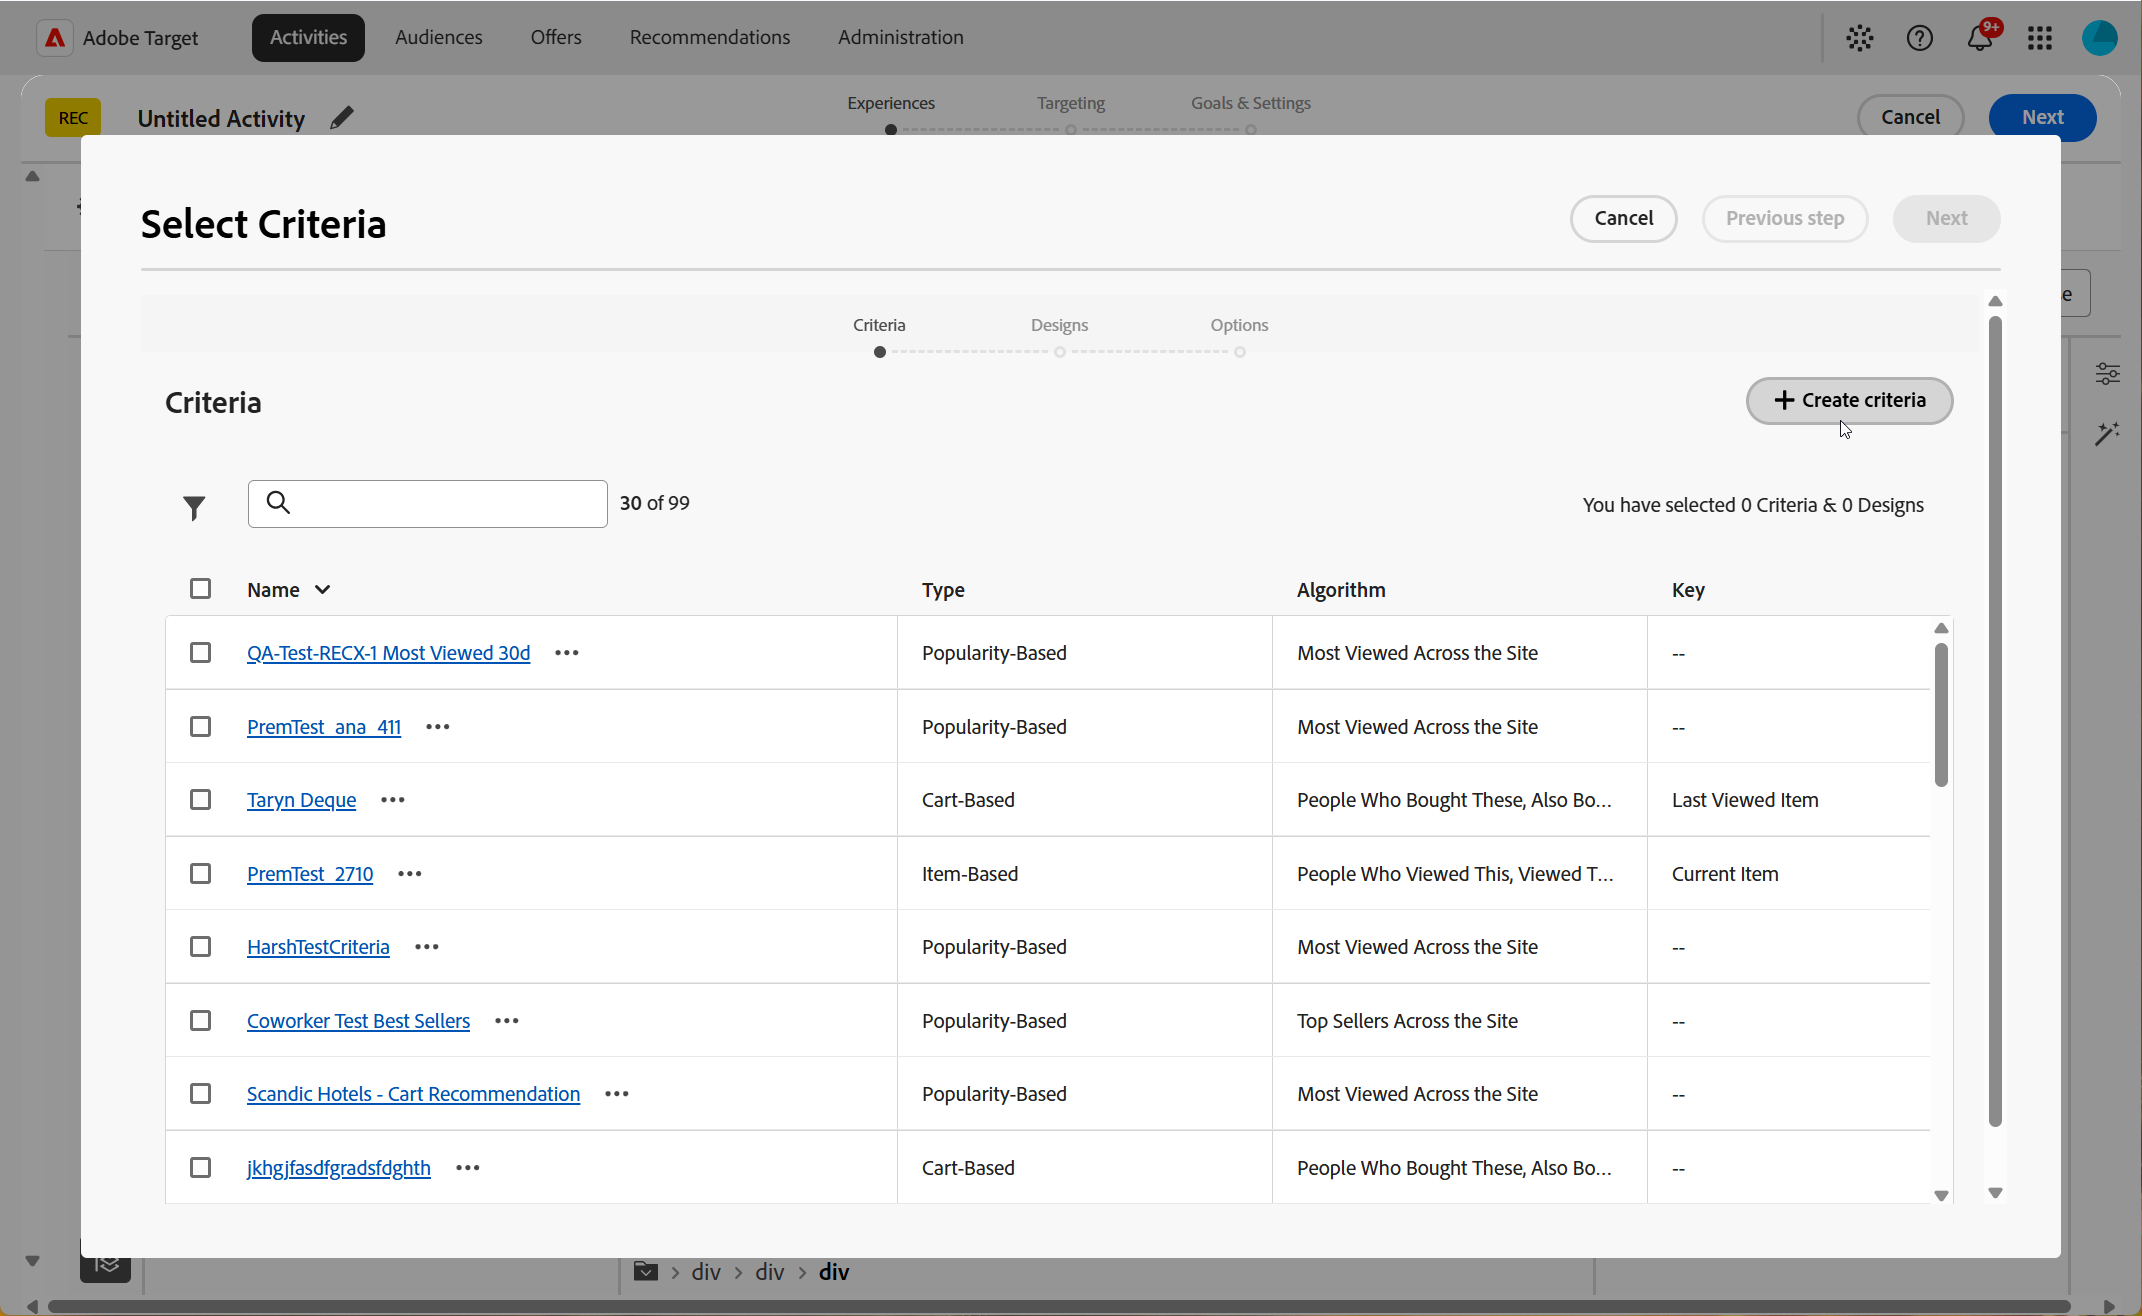 Adobe Target Activities Audiences Offers Recommendations Administration 9+
REC Untitled Activity Experiences Targeting Goals & Settings Cancel Next
Select Criteria Cancel Previous step Next
Criteria Designs Options
Criteria + Create criteria
30 of 99 You have selected 0 Criteria & 0 Designs
Name Type Algorithm Key
QA-Test-RECX-1 Most Viewed 30d ••• Popularity-Based Most Viewed Across the Site --
PremTest_ana_411 ••• Popularity-Based Most Viewed Across the Site --
Taryn Deque ••• Cart-Based People Who Bought These, Also Bo... Last Viewed Item
PremTest_2710 ••• Item-Based People Who Viewed This, Viewed T... Current Item
HarshTestCriteria ••• Popularity-Based Most Viewed Across the Site --
Coworker Test Best Sellers ••• Popularity-Based Top Sellers Across the Site --
Scandic Hotels - Cart Recommendation ••• Popularity-Based Most Viewed Across the Site --
jkhgjfasdfgradsfdghth ••• Cart-Based People Who Bought These, Also Bo... --
> div > div > div